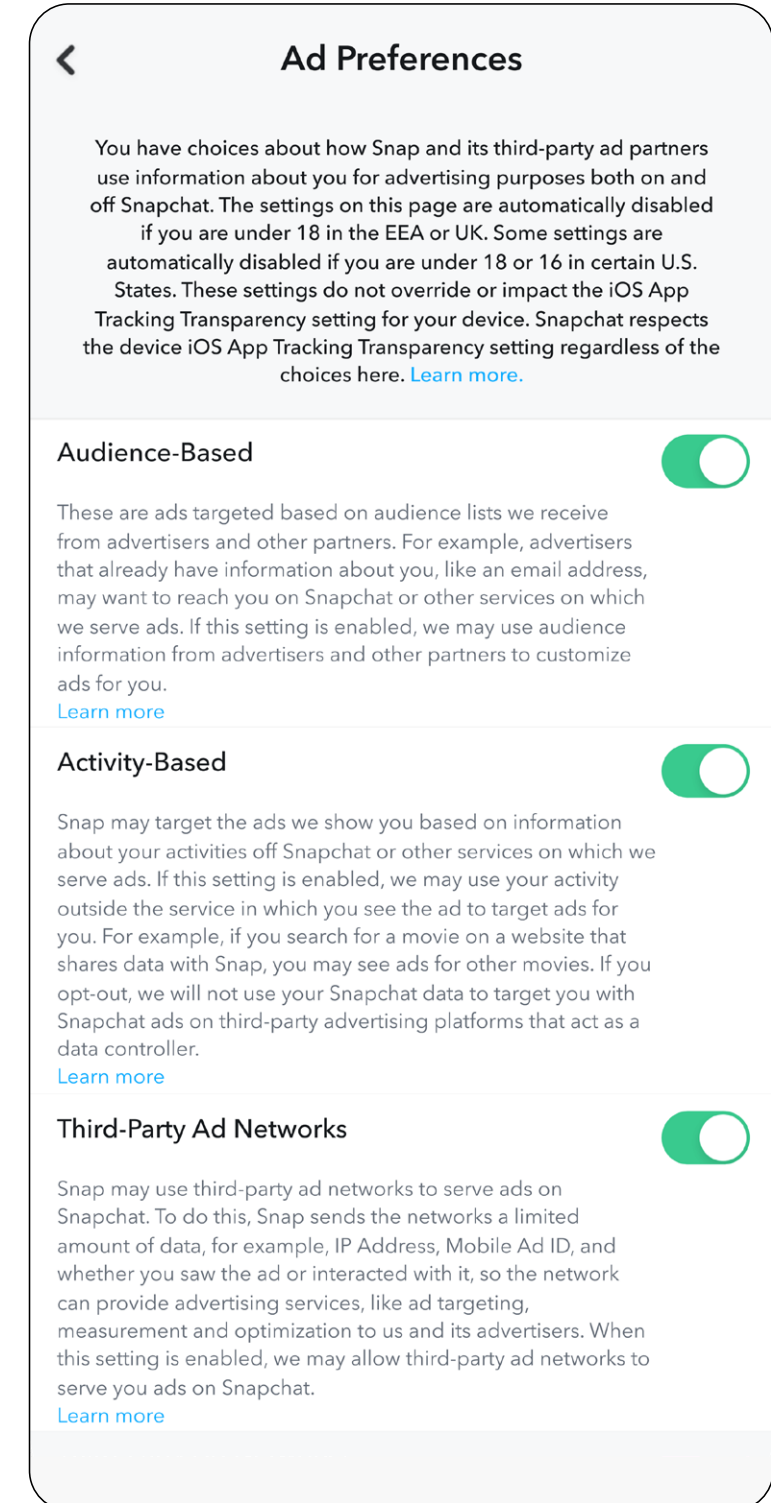 Ad Preferences
You have choices about how Snap and its third-party ad partners
use information about you for advertising purposes both on and
off Snapchat. The settings on this page are automatically disabled
if you are under 18 in the EEA or UK. Some settings are
automatically disabled if you are under 18 or 16 in certain U.S.
States. These settings do not override or impact the iOS App
Tracking Transparency setting for your device. Snapchat respects
the device iOS App Tracking Transparency setting regardless of the
choices here. Learn more.
Audience-Based
These are ads targeted based on audience lists we receive
from advertisers and other partners. For example, advertisers
that already have information about you, like an email address,
may want to reach you on Snapchat or other services on which
we serve ads. If this setting is enabled, we may use audience
information from advertisers and other partners to customize
ads for you.
Learn more
Activity-Based
Snap may target the ads we show you based on information
about your activities off Snapchat or other services on which we
serve ads. If this setting is enabled, we may use your activity
outside the service in which you see the ad to target ads for
you. For example, if you search for a movie on a website that
shares data with Snap, you may see ads for other movies. If you
opt-out, we will not use your Snapchat data to target you with
Snapchat ads on third-party advertising platforms that act as a
data controller.
Learn more
Third-Party Ad Networks
Snap may use third-party ad networks to serve ads on
Snapchat. To do this, Snap sends the networks a limited
amount of data, for example, IP Address, Mobile Ad ID, and
whether you saw the ad or interacted with it, so the network
can provide advertising services, like ad targeting,
measurement and optimization to us and its advertisers. When
this setting is enabled, we may allow third-party ad networks to
serve you ads on Snapchat.
Learn more